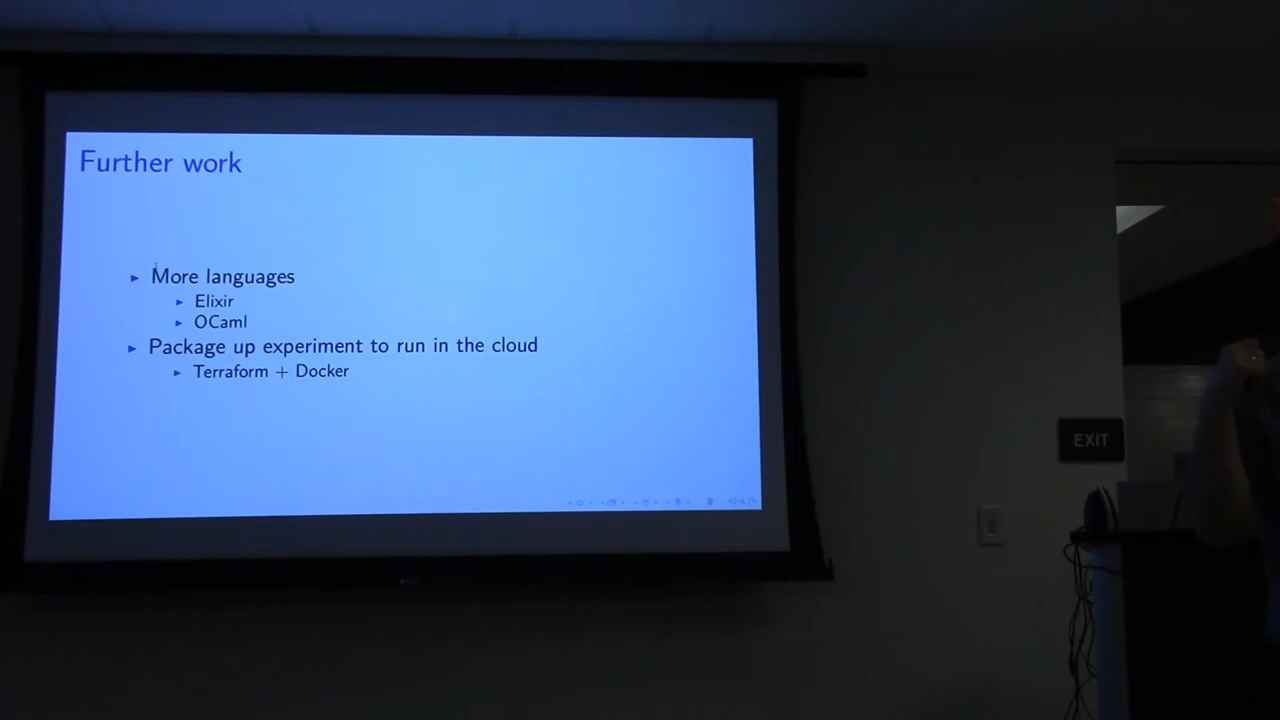 Further work
More languages
Elixir
OCaml
Package up experiment to run in the cloud
Terraform + Docker
EXIT